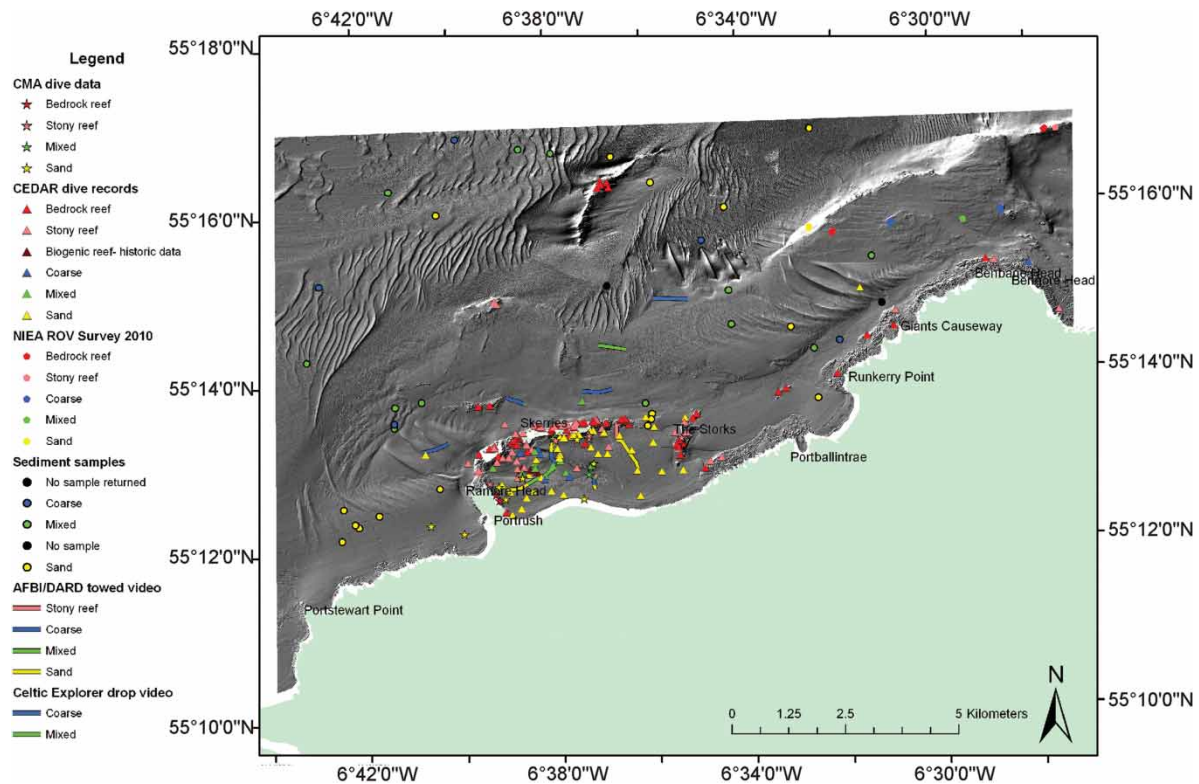 6°42'0"W 6°38'0"W 6°34'0"W 6°30'0"W
55°18'0"N
55°16'0"N
55°14'0"N
55°12'0"N
55°10'0"N
Legend
CMA dive data
Bedrock reef
Stony reef
Mixed
Sand
CEDAR dive records
Bedrock reef
Stony reef
Biogenic reef- historic data
Coarse
Mixed
Sand
NIEA ROV Survey 2010
Bedrock reef
Stony reef
Coarse
Mixed
Sand
Sediment samples
No sample returned
Coarse
Mixed
No sample
Sand
AFBI/DARD towed video
Stony reef
Coarse
Mixed
Sand
Celtic Explorer drop video
Coarse
Mixed
Benbane Head
Bengore Head
Giants Causeway
Runkerry Point
Skerries
The Storks
Portballintrae
Ramore Head
Portrush
Portstewart Point
55°16'0"N
55°14'0"N
55°12'0"N
55°10'0"N
N
0 1.25 2.5 5 Kilometers
6°42'0"W 6°38'0"W 6°34'0"W 6°30'0"W